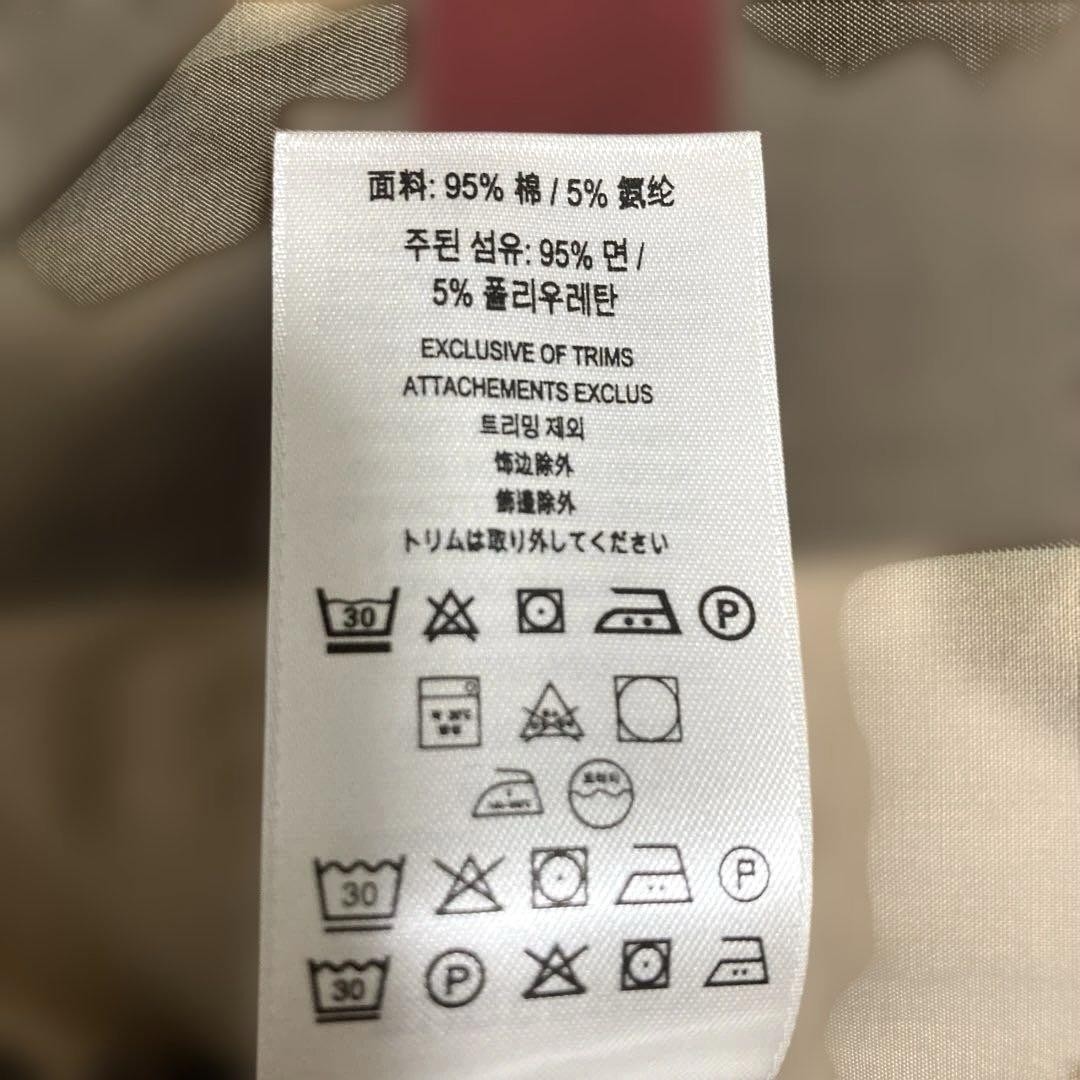 面料: 95% 棉 / 5% 氨纶
주된 섬유: 95% 면 /
5% 폴리우레탄
EXCLUSIVE OF TRIMS
ATTACHEMENTS EXCLUS
트리밍 제외
饰边除外
飾邊除外
トリムは取り外してください
30 P
30 P
30 P